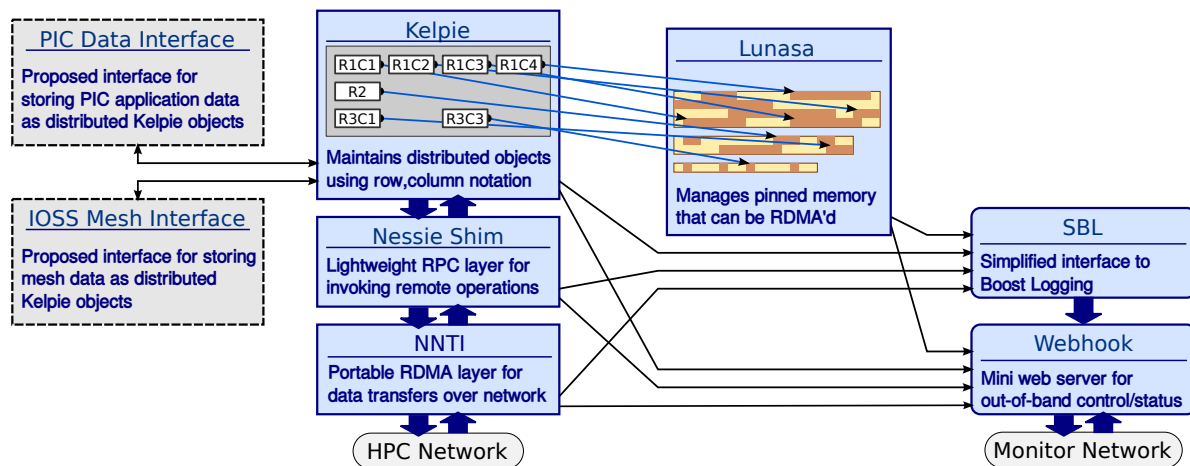 PIC Data Interface
Proposed interface for
storing PIC application data
as distributed Kelpie objects
IOSS Mesh Interface
Proposed interface for storing
mesh data as distributed
Kelpie objects
Kelpie
R1C1 R1C2 R1C3 R1C4
R2
R3C1 R3C3
Maintains distributed objects
using row,column notation
Nessie Shim
Lightweight RPC layer for
invoking remote operations
NNTI
Portable RDMA layer for
data transfers over network
HPC Network
Lunasa
Manages pinned memory
that can be RDMA'd
SBL
Simplified interface to
Boost Logging
Webhook
Mini web server for
out-of-band control/status
Monitor Network